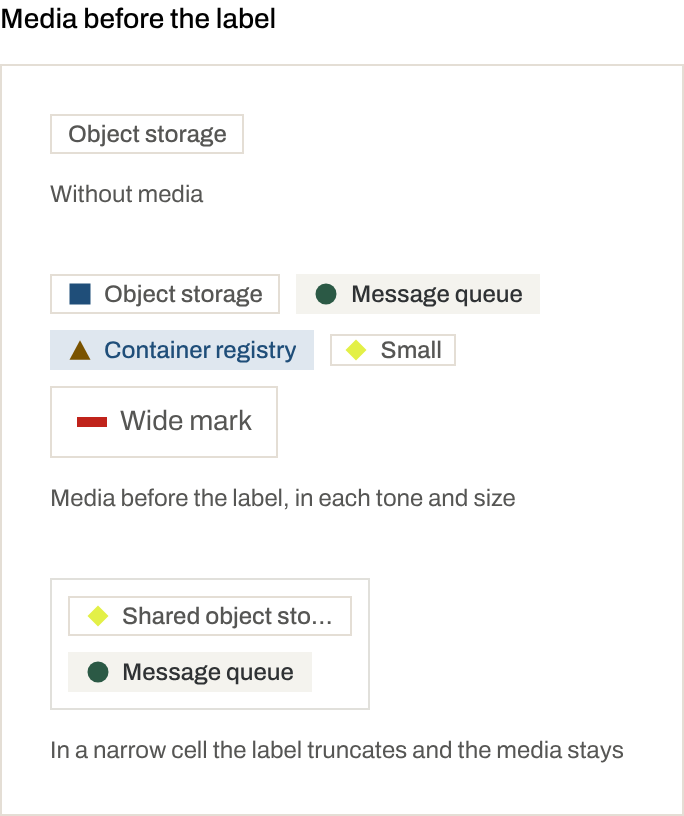 Media before the label
Object storage
Without media
Object storage
Message queue
Container registry
Small
Wide mark
Media before the label, in each tone and size
Shared object sto…
Message queue
In a narrow cell the label truncates and the media stays